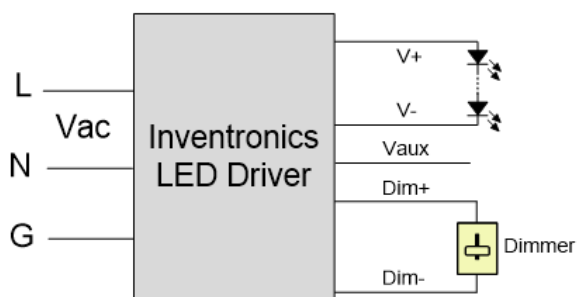 L
Vac
N
G
Inventronics
LED Driver
V+
V-
Vaux
Dim+
Dimmer
Dim-